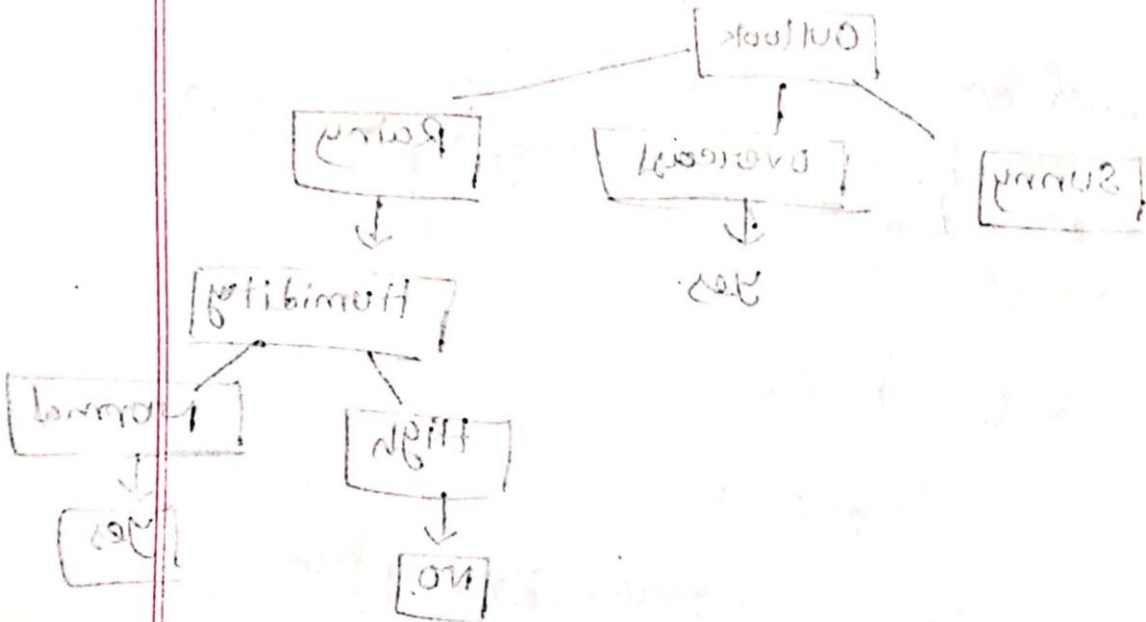 Outlook
Sunny
overcast
Rainy
yes.
Humidity
High
Normal
NO.
yes